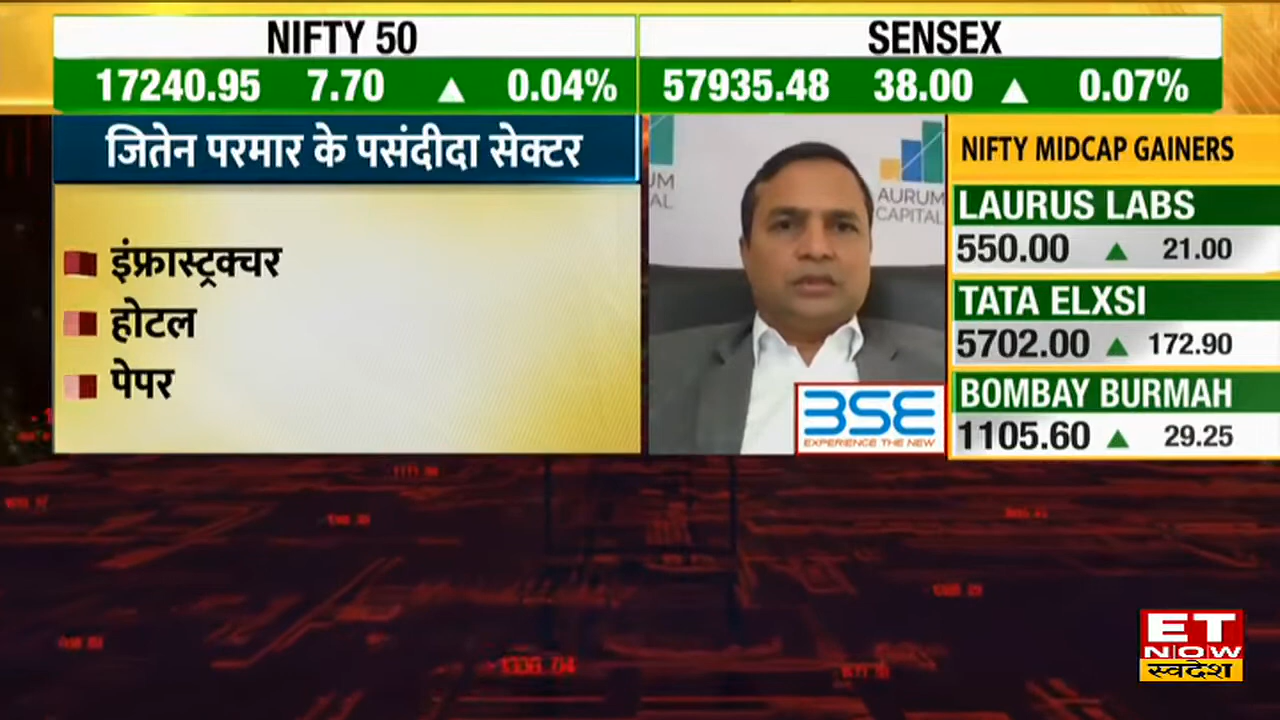 NIFTY 50
17240.95 7.70 ▲ 0.04%
SENSEX
57935.48 38.00 ▲ 0.07%
जितेन परमार के पसंदीदा सेक्टर
इंफ्रास्ट्रक्चर
होटल
पेपर
AURUM
CAPITAL
BSE
EXPERIENCE THE NEW
NIFTY MIDCAP GAINERS
LAURUS LABS
550.00 ▲ 21.00
TATA ELXSI
5702.00 ▲ 172.90
BOMBAY BURMAH
1105.60 ▲ 29.25
ET
NOW
स्वदेश